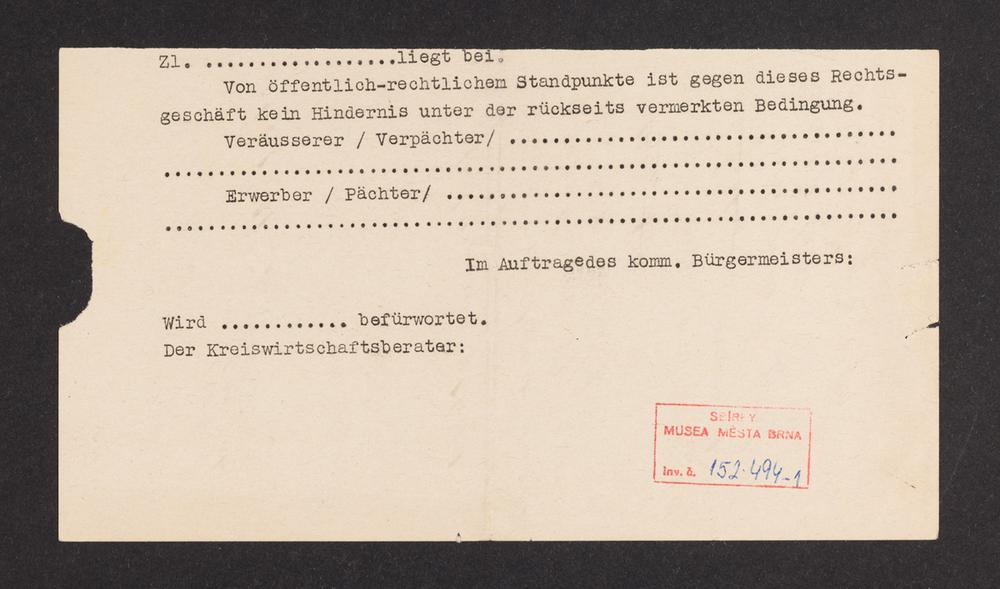 Zl. ..................liegt bei.
Von öffentlich-rechtlichem Standpunkte ist gegen dieses Rechts-
geschäft kein Hindernis unter der rückseits vermerkten Bedingung.
Veräusserer / Verpächter/ ....................................
....................................................................
Erwerber / Pächter/ ..........................................
....................................................................
Im Auftragedes komm. Bürgermeisters:
Wird ............ befürwortet.
Der Kreiswirtschaftsberater:
SBÍRKY
MUSEA MĚSTA BRNA
Inv. č. 152.494-1